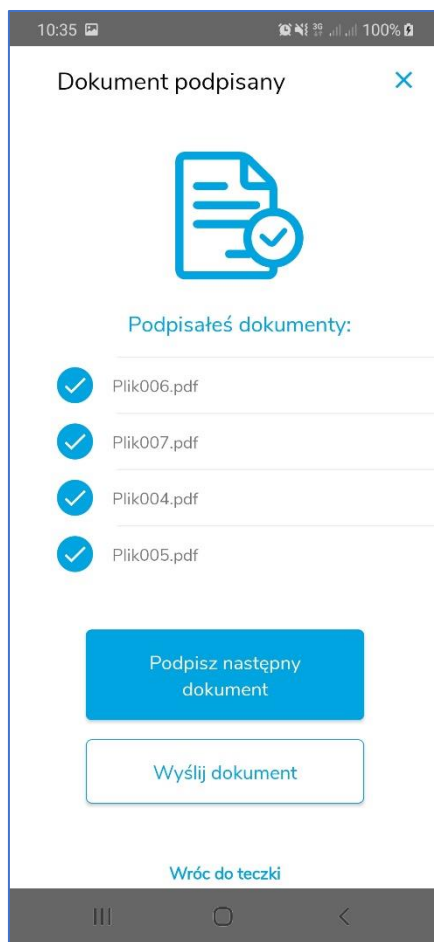 10:35 3G 100%
Dokument podpisany
Podpisałeś dokumenty:
Plik006.pdf
Plik007.pdf
Plik004.pdf
Plik005.pdf
Podpisz następny
dokument
Wyślij dokument
Wróc do teczki